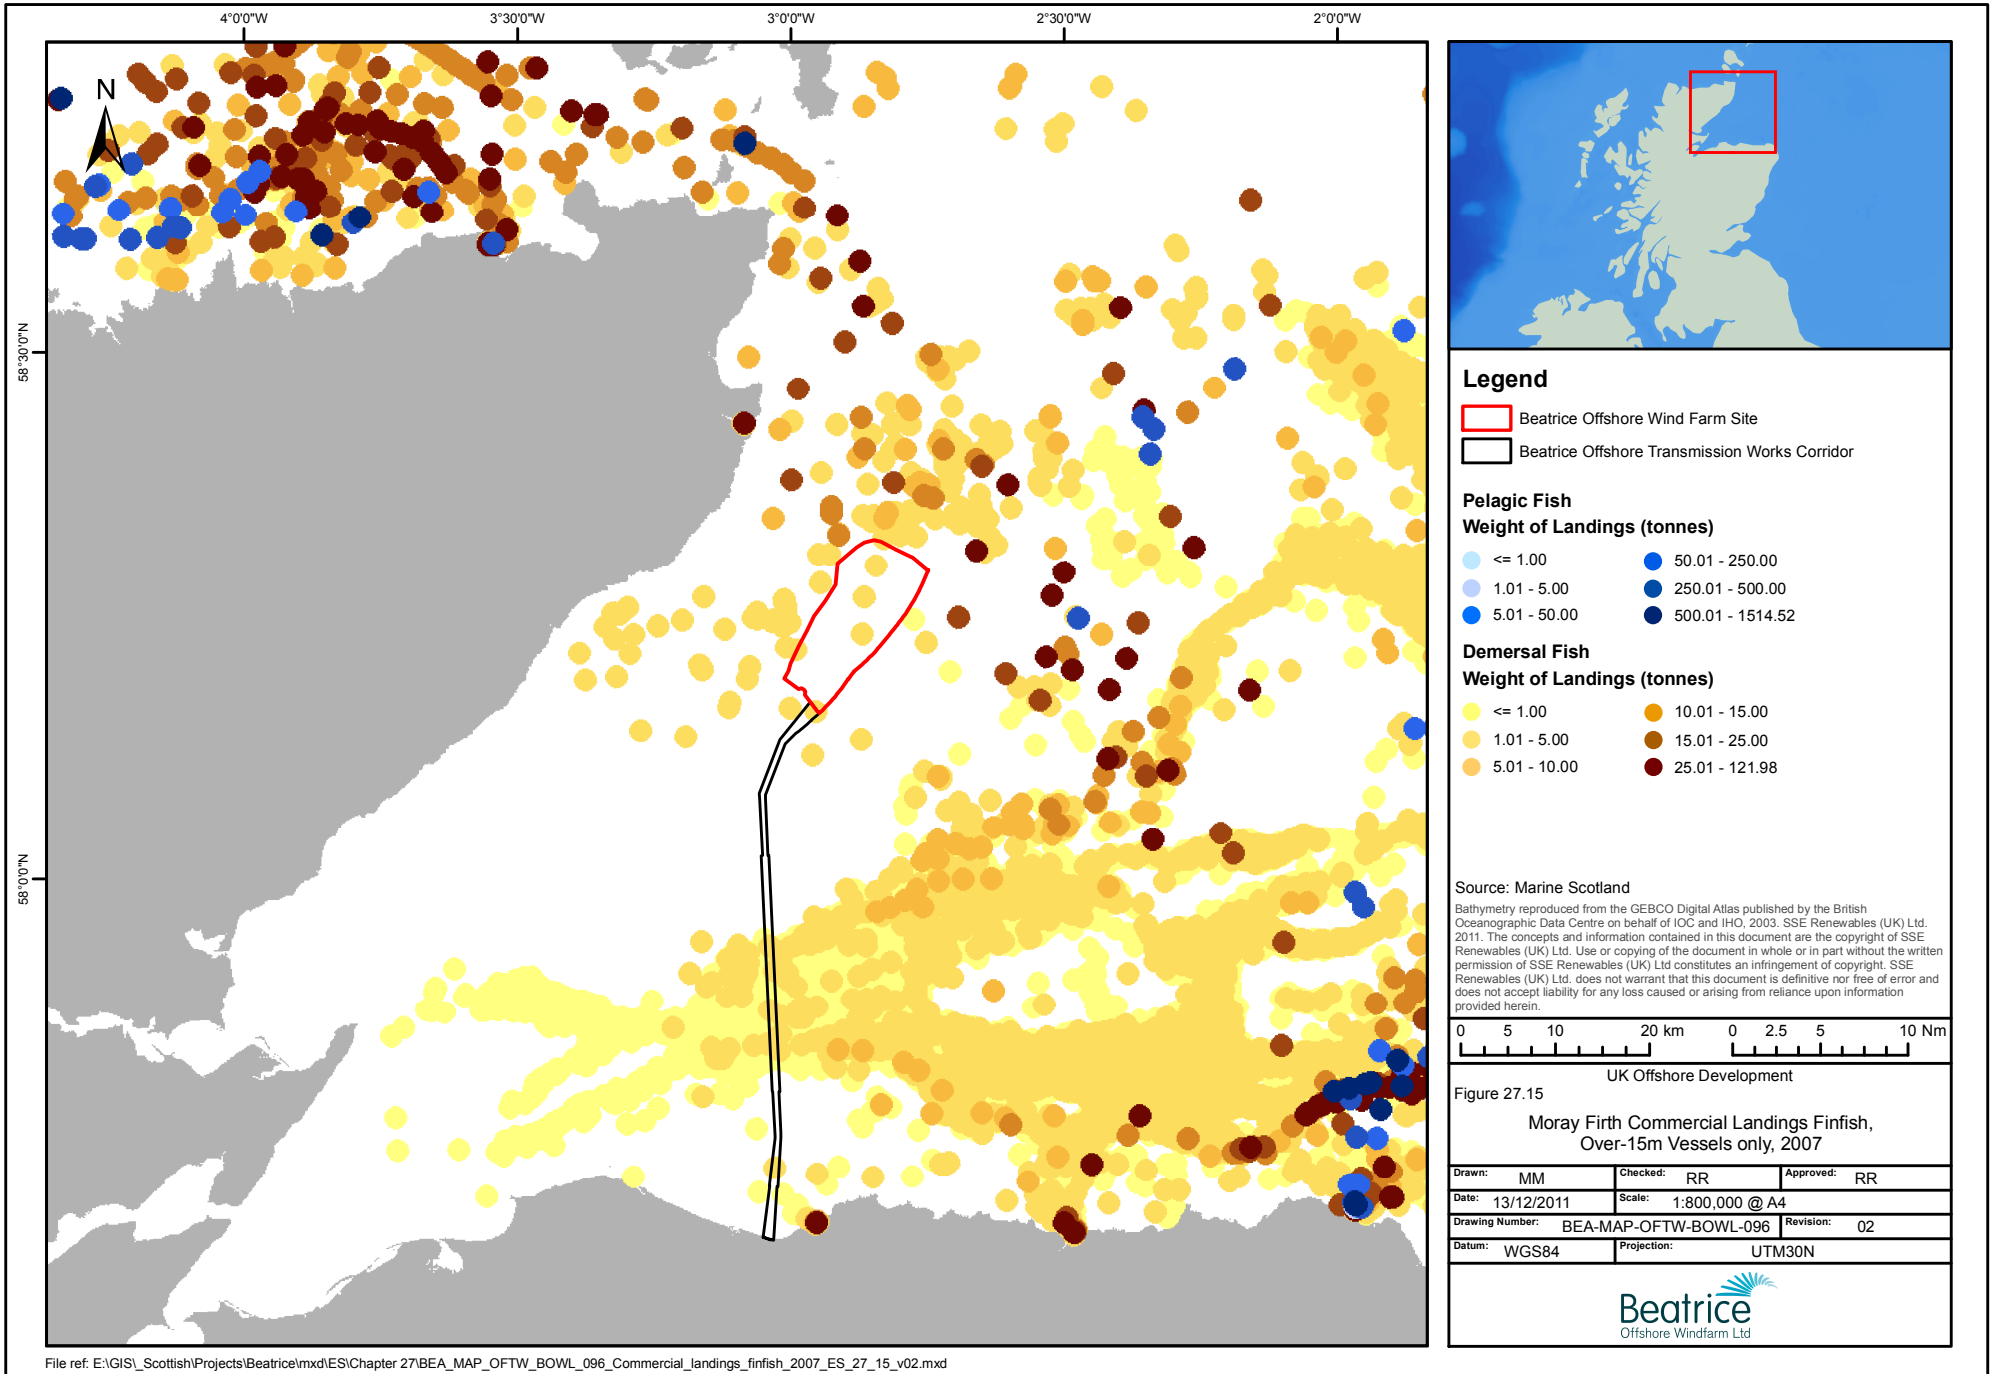 4°0'0"W
3°30'0"W
3°0'0"W
2°30'0"W
2°0'0"W
N
58°30'0"N
58°0'0"N
Legend
Beatrice Offshore Wind Farm Site
Beatrice Offshore Transmission Works Corridor
Pelagic Fish
Weight of Landings (tonnes)
<= 1.00
50.01 - 250.00
1.01 - 5.00
250.01 - 500.00
5.01 - 50.00
500.01 - 1514.52
Demersal Fish
Weight of Landings (tonnes)
<= 1.00
10.01 - 15.00
1.01 - 5.00
15.01 - 25.00
5.01 - 10.00
25.01 - 121.98
Source: Marine Scotland
Bathymetry reproduced from the GEBCO Digital Atlas published by the British
Oceanographic Data Centre on behalf of IOC and IHO, 2003. SSE Renewables (UK) Ltd.
2011. The concepts and information contained in this document are the copyright of SSE
Renewables (UK) Ltd. Use or copying of the document in whole or in part without the written
permission of SSE Renewables (UK) Ltd constitutes an infringement of copyright. SSE
Renewables (UK) Ltd. does not warrant that this document is definitive nor free of error and
does not accept liability for any loss caused or arising from reliance upon information
provided herein.
0 5 10 20 km 0 2.5 5 10 Nm
UK Offshore Development
Figure 27.15
Moray Firth Commercial Landings Finfish,
Over-15m Vessels only, 2007
Drawn: MM Checked: RR Approved: RR
Date: 13/12/2011 Scale: 1:800,000 @ A4
Drawing Number: BEA-MAP-OFTW-BOWL-096 Revision: 02
Datum: WGS84 Projection: UTM30N
Beatrice
Offshore Windfarm Ltd
File ref: E:\GIS\_Scottish\Projects\Beatrice\mxd\ES\Chapter 27\BEA_MAP_OFTW_BOWL_096_Commercial_landings_finfish_2007_ES_27_15_v02.mxd